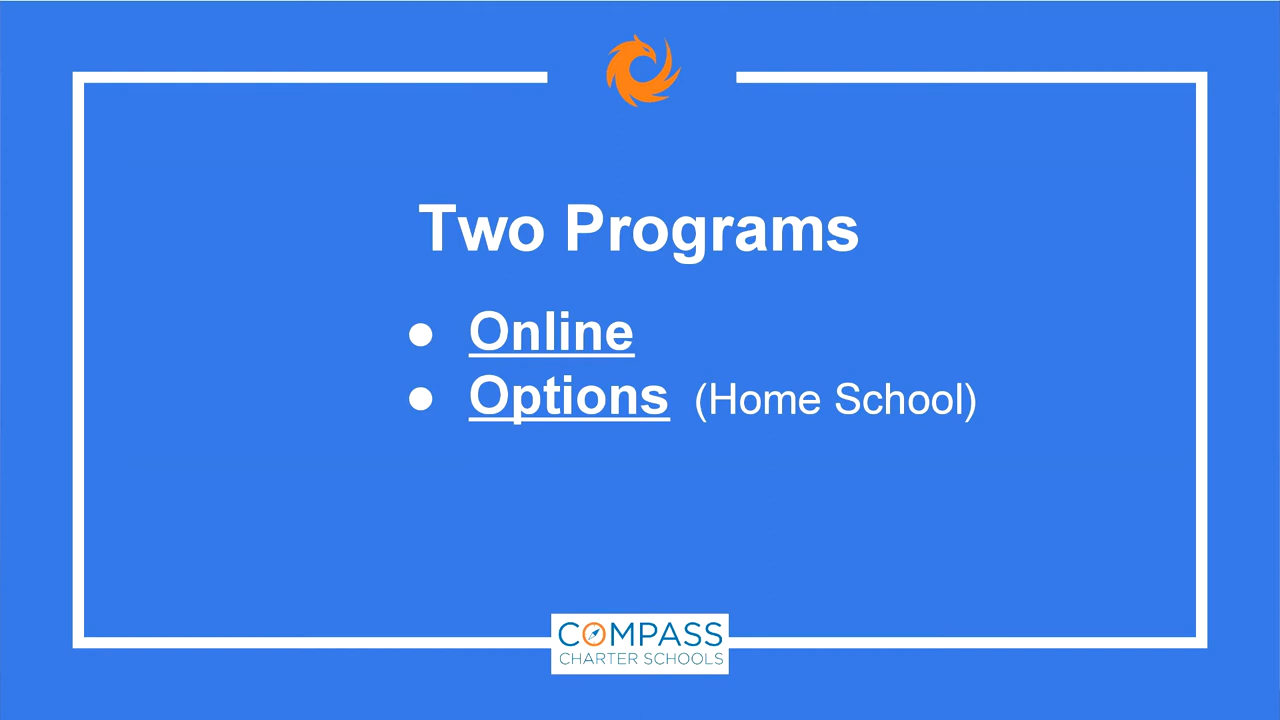 Two Programs
● Online
● Options (Home School)
COMPASS
CHARTER SCHOOLS